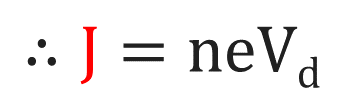 ∴ J = neV_d